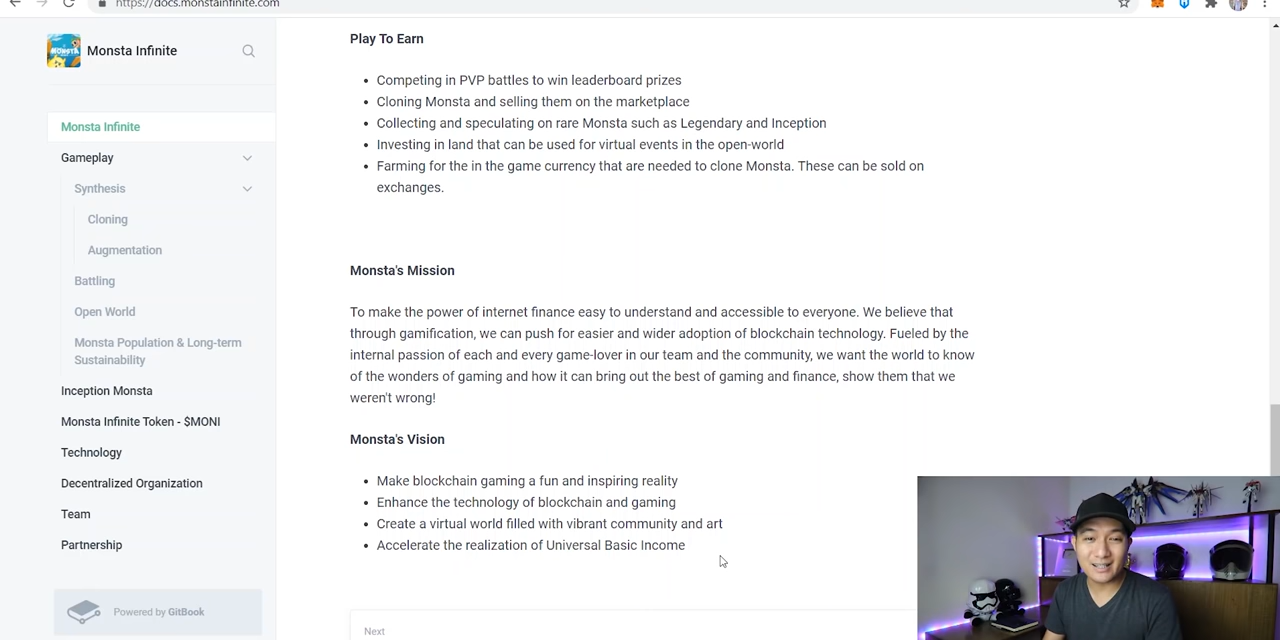 https://docs.monstainfinite.com
MONSTA
Monsta Infinite
Monsta Infinite
Gameplay
Synthesis
Cloning
Augmentation
Battling
Open World
Monsta Population & Long-term
Sustainability
Inception Monsta
Monsta Infinite Token - $MONI
Technology
Decentralized Organization
Team
Partnership
Powered by GitBook
Play To Earn
• Competing in PVP battles to win leaderboard prizes
• Cloning Monsta and selling them on the marketplace
• Collecting and speculating on rare Monsta such as Legendary and Inception
• Investing in land that can be used for virtual events in the open-world
• Farming for the in the game currency that are needed to clone Monsta. These can be sold on
exchanges.
Monsta's Mission
To make the power of internet finance easy to understand and accessible to everyone. We believe that
through gamification, we can push for easier and wider adoption of blockchain technology. Fueled by the
internal passion of each and every game-lover in our team and the community, we want the world to know
of the wonders of gaming and how it can bring out the best of gaming and finance, show them that we
weren't wrong!
Monsta's Vision
• Make blockchain gaming a fun and inspiring reality
• Enhance the technology of blockchain and gaming
• Create a virtual world filled with vibrant community and art
• Accelerate the realization of Universal Basic Income
Next